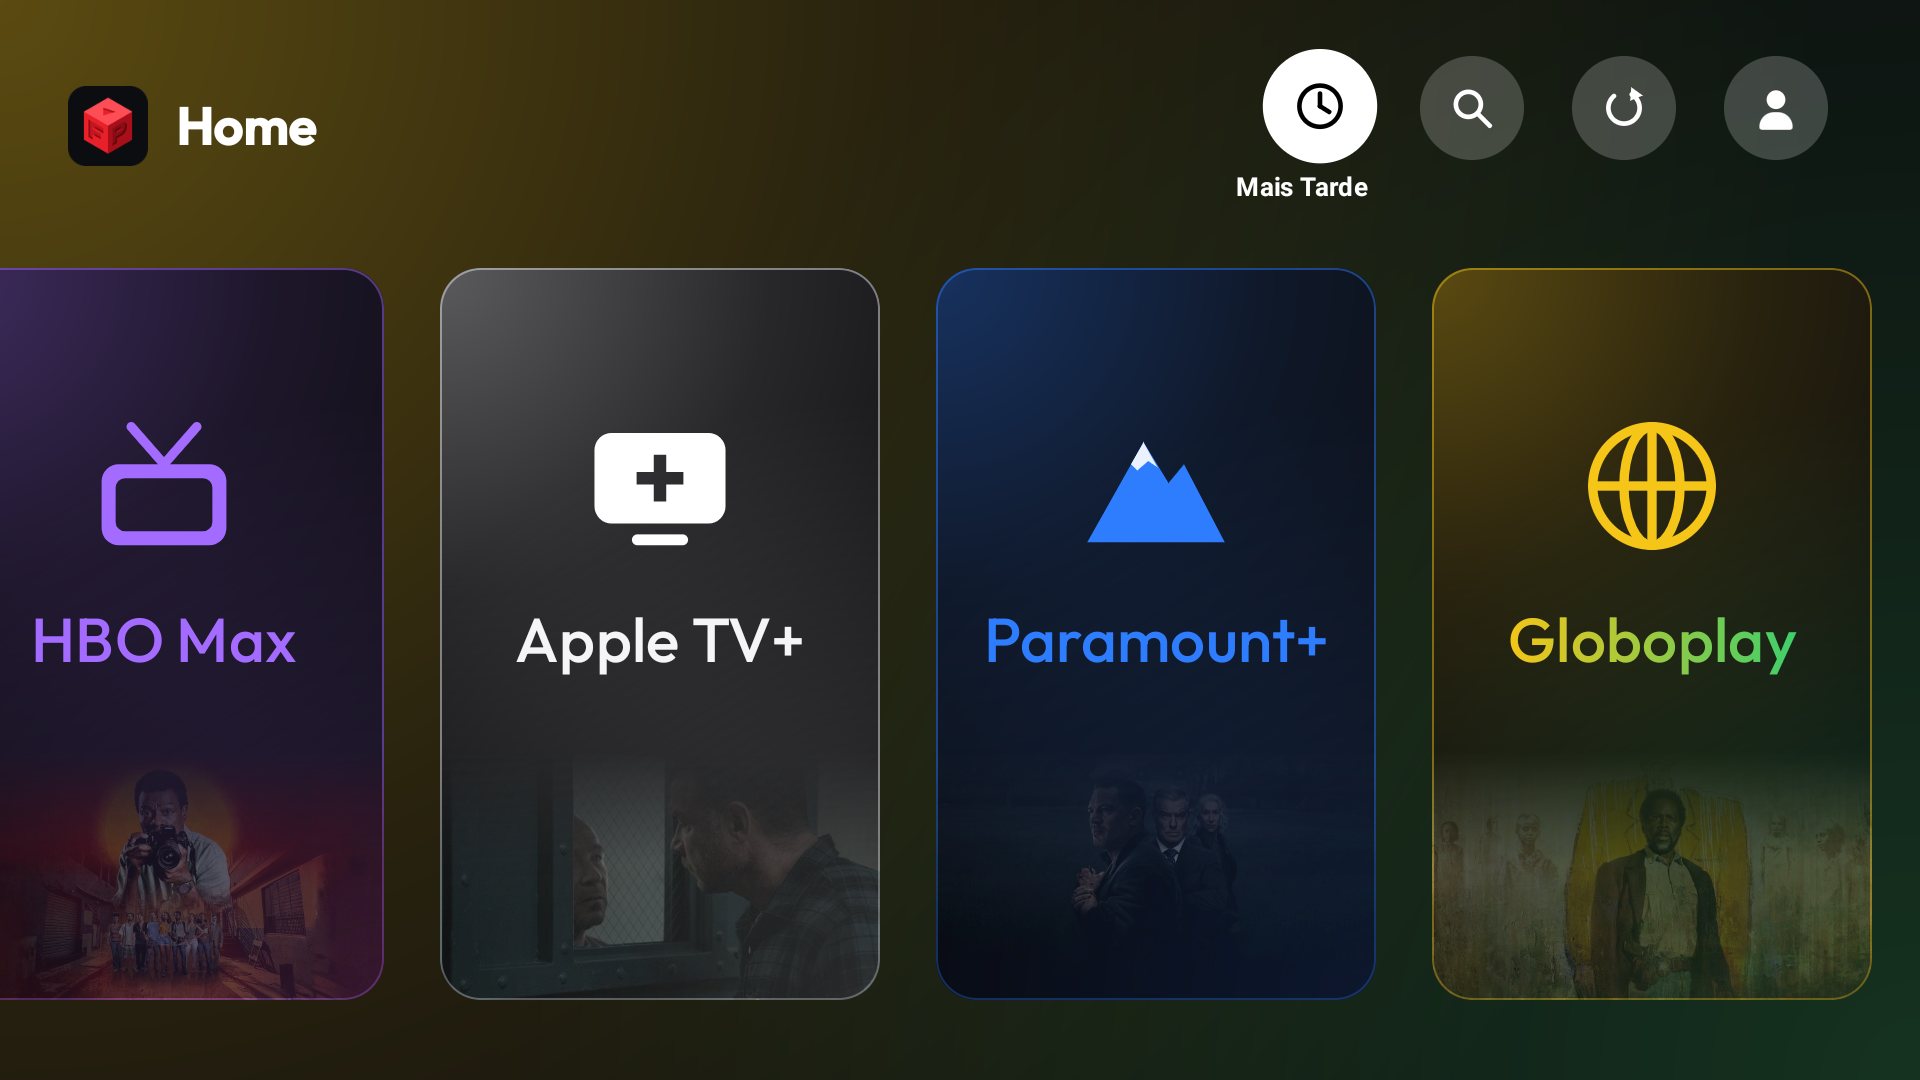 Home
Mais Tarde
HBO Max
Apple TV+
Paramount+
Globoplay